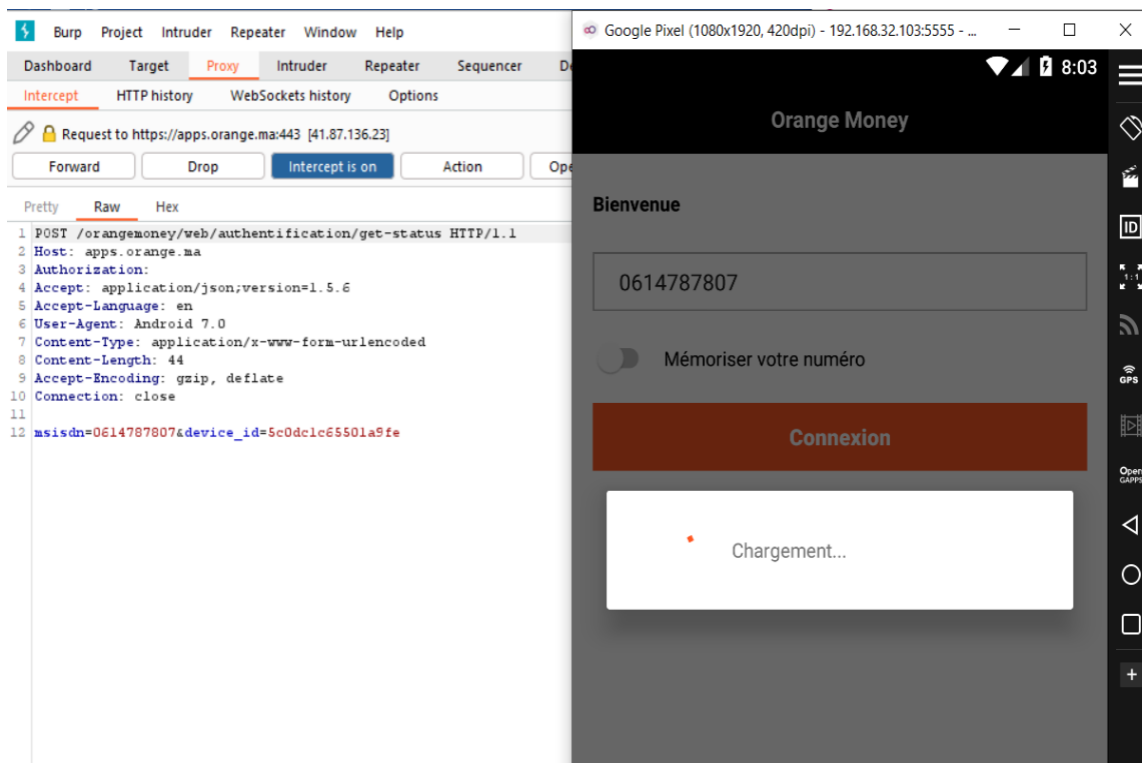 Burp Project Intruder Repeater Window Help
Dashboard Target Proxy Intruder Repeater Sequencer
Intercept HTTP history WebSockets history Options
Request to https://apps.orange.ma:443 [41.87.136.23]
Forward Drop Intercept is on Action Ope
Pretty Raw Hex
1 POST /orangemoney/web/authentification/get-status HTTP/1.1
2 Host: apps.orange.ma
3 Authorization:
4 Accept: application/json;version=1.5.6
5 Accept-Language: en
6 User-Agent: Android 7.0
7 Content-Type: application/x-www-form-urlencoded
8 Content-Length: 44
9 Accept-Encoding: gzip, deflate
10 Connection: close
11
12 msisdn=0614787807&device_id=5c0dc1c65501a9fe
Google Pixel (1080x1920, 420dpi) - 192.168.32.103:5555 - ...
8:03
Orange Money
Bienvenue
0614787807
Mémoriser votre numéro
Connexion
Chargement...
ID
1:1
GPS
Open
GAPPS